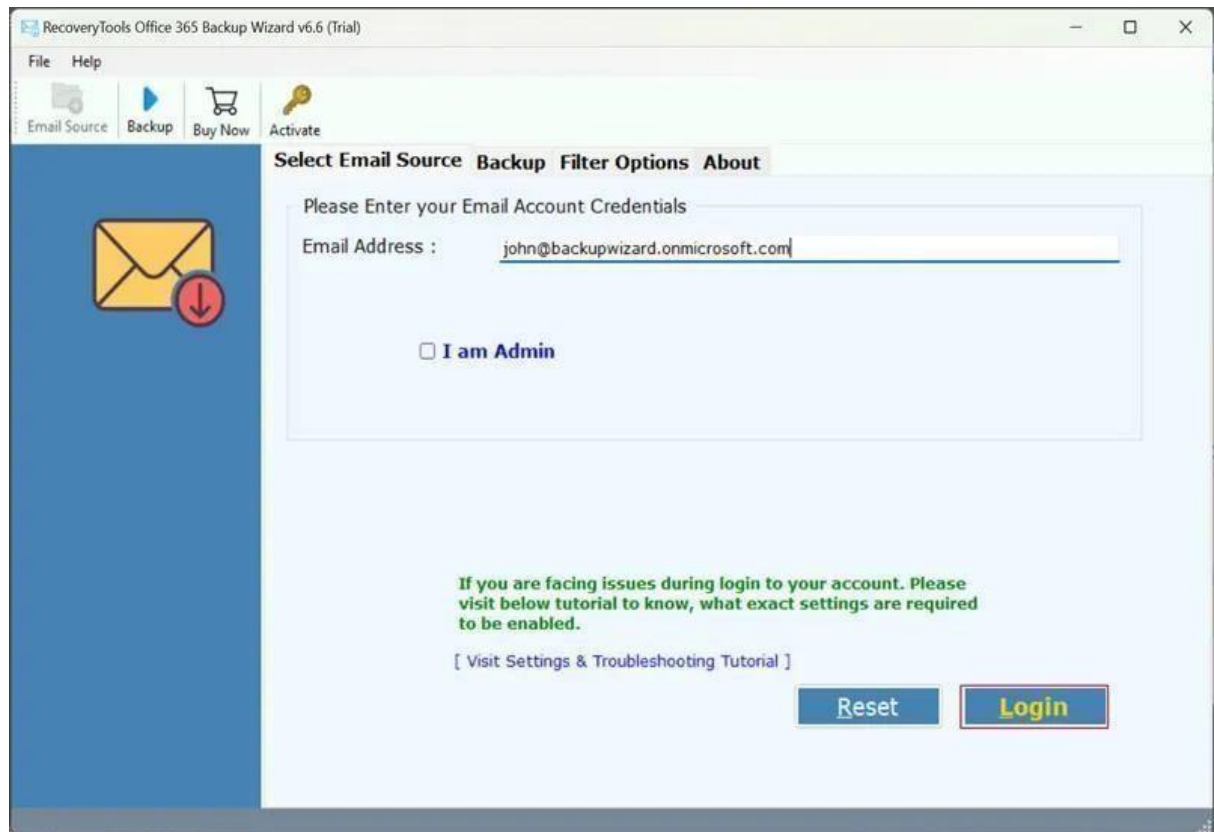 RecoveryTools Office 365 Backup Wizard v6.6 (Trial)
File Help
Email Source Backup Buy Now Activate
Select Email Source Backup Filter Options About
Please Enter your Email Account Credentials
Email Address : john@backupwizard.onmicrosoft.com
I am Admin
If you are facing issues during login to your account. Please
visit below tutorial to know, what exact settings are required
to be enabled.
[ Visit Settings & Troubleshooting Tutorial ]
Reset Login